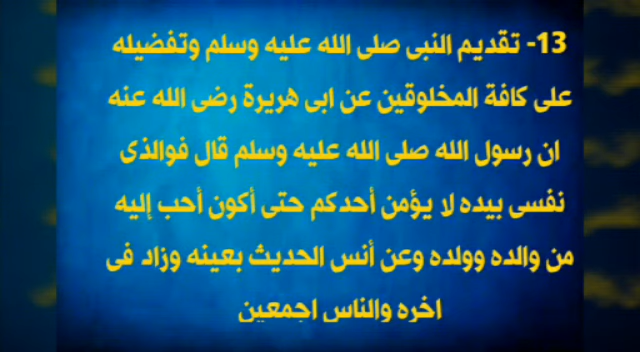 13- تقديم النبى صلى الله عليه وسلم وتفضيله
على كافة المخلوقين عن ابى هريرة رضى الله عنه
ان رسول الله صلى الله عليه وسلم قال فوالذى
نفسى بيده لا يؤمن أحدكم حتى أكون أحب إليه
من والده وولده وعن أنس الحديث بعينه وزاد فى
اخره والناس اجمعين